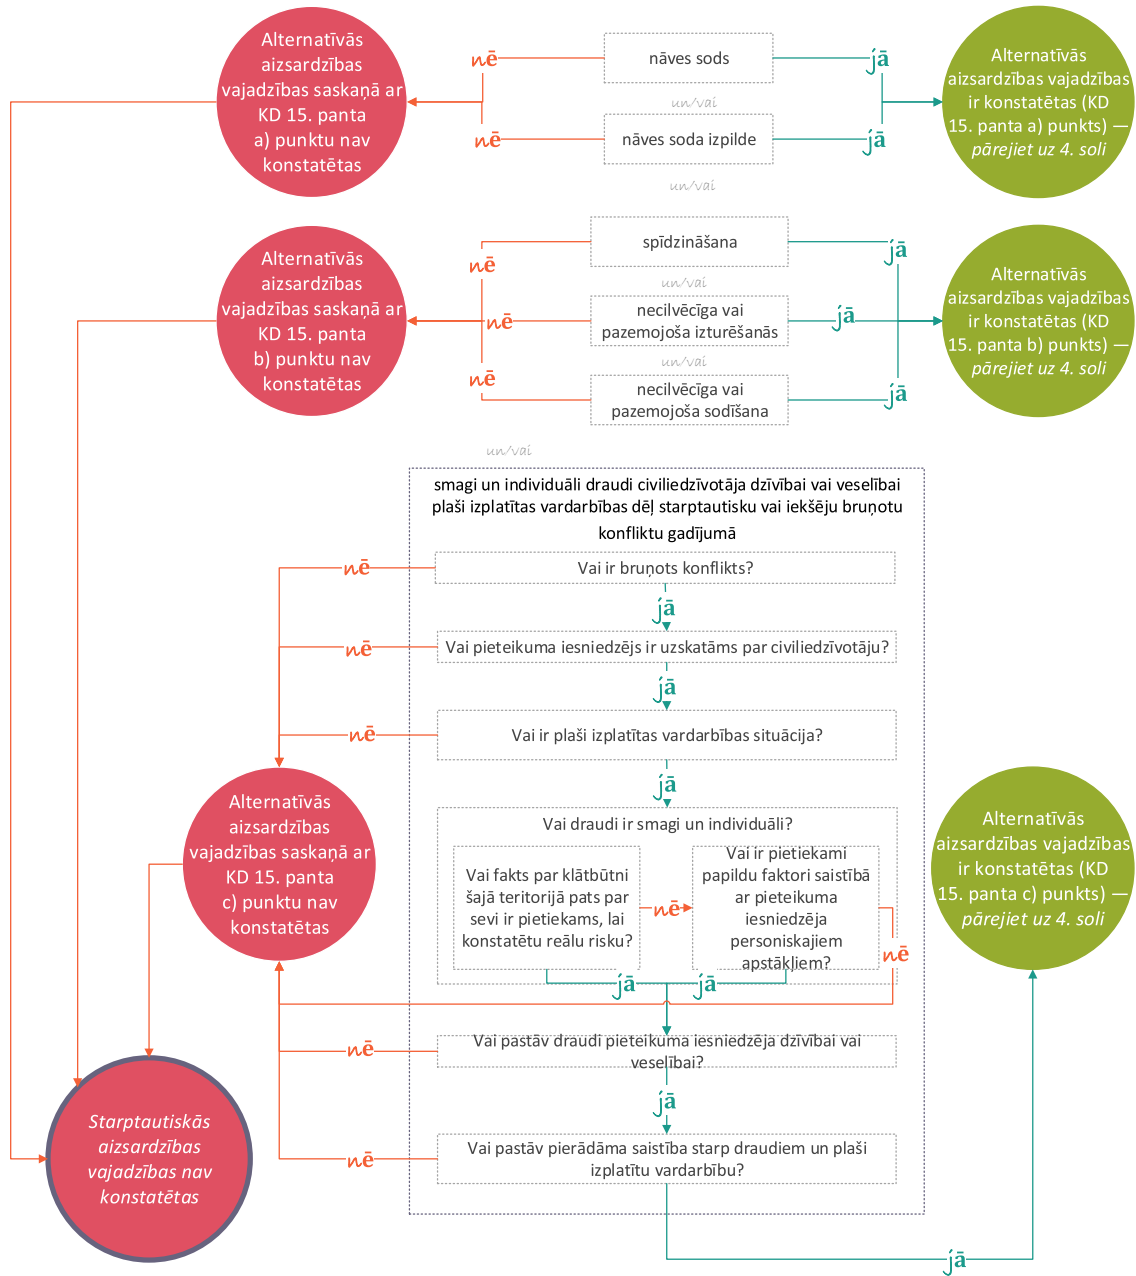 Alternatīvās
aizsardzības
vajadzības saskaņā ar
KD 15. panta
a) punktu nav
konstatētas
nē
nāves sods
jā
un/vai
nē
nāves soda izpilde
jā
Alternatīvās
aizsardzības vajadzības
ir konstatētas (KD
15. panta a) punkts) —
pārejiet uz 4. soli
un/vai
Alternatīvās
aizsardzības
vajadzības saskaņā ar
KD 15. panta
b) punktu nav
konstatētas
nē
spīdzināšana
jā
un/vai
nē
necilvēcīga vai
pazemojoša izturēšanās
jā
un/vai
nē
necilvēcīga vai
pazemojoša sodīšana
jā
Alternatīvās
aizsardzības vajadzības
ir konstatētas (KD
15. panta b) punkts) —
pārejiet uz 4. soli
un/vai
smagi un individuāli draudi civiliedzīvotāja dzīvībai vai veselībai
plaši izplatītas vardarbības dēļ starptautisku vai iekšēju bruņotu
konfliktu gadījumā
nē
Vai ir bruņots konflikts?
jā
nē
Vai pieteikuma iesniedzējs ir uzskatāms par civiliedzīvotāju?
jā
nē
Vai ir plaši izplatītas vardarbības situācija?
jā
Alternatīvās
aizsardzības
vajadzības saskaņā ar
KD 15. panta
c) punktu nav
konstatētas
Vai draudi ir smagi un individuāli?
Vai fakts par klātbūtni
šajā teritorijā pats par
sevi ir pietiekams, lai
konstatētu reālu risku?
nē
Vai ir pietiekami
papildu faktori saistībā
ar pieteikuma
iesniedzēja
personiskajiem
apstākļiem?
nē
jā
jā
Alternatīvās
aizsardzības vajadzības
ir konstatētas (KD
15. panta c) punkts) —
pārejiet uz 4. soli
nē
Vai pastāv draudi pieteikuma iesniedzēja dzīvībai vai
veselībai?
jā
nē
Vai pastāv pierādāma saistība starp draudiem un plaši
izplatītu vardarbību?
jā
Starptautiskās
aizsardzības
vajadzības nav
konstatētas